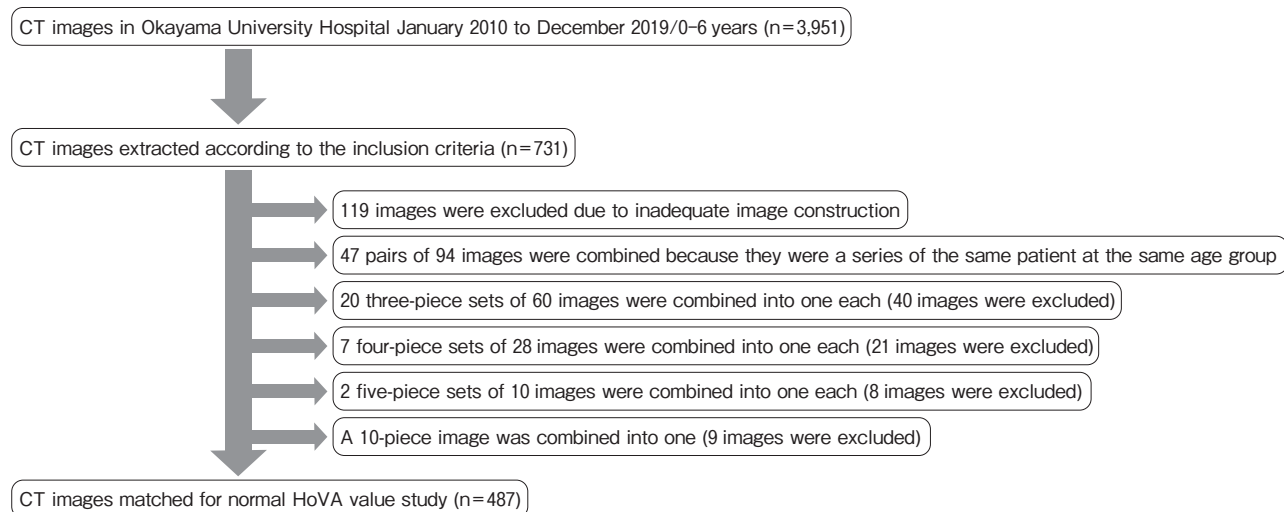 CT images in Okayama University Hospital January 2010 to December 2019/0-6 years (n=3,951)
CT images extracted according to the inclusion criteria (n=731)
119 images were excluded due to inadequate image construction
47 pairs of 94 images were combined because they were a series of the same patient at the same age group
20 three-piece sets of 60 images were combined into one each (40 images were excluded)
7 four-piece sets of 28 images were combined into one each (21 images were excluded)
2 five-piece sets of 10 images were combined into one each (8 images were excluded)
A 10-piece image was combined into one (9 images were excluded)
CT images matched for normal HoVA value study (n=487)